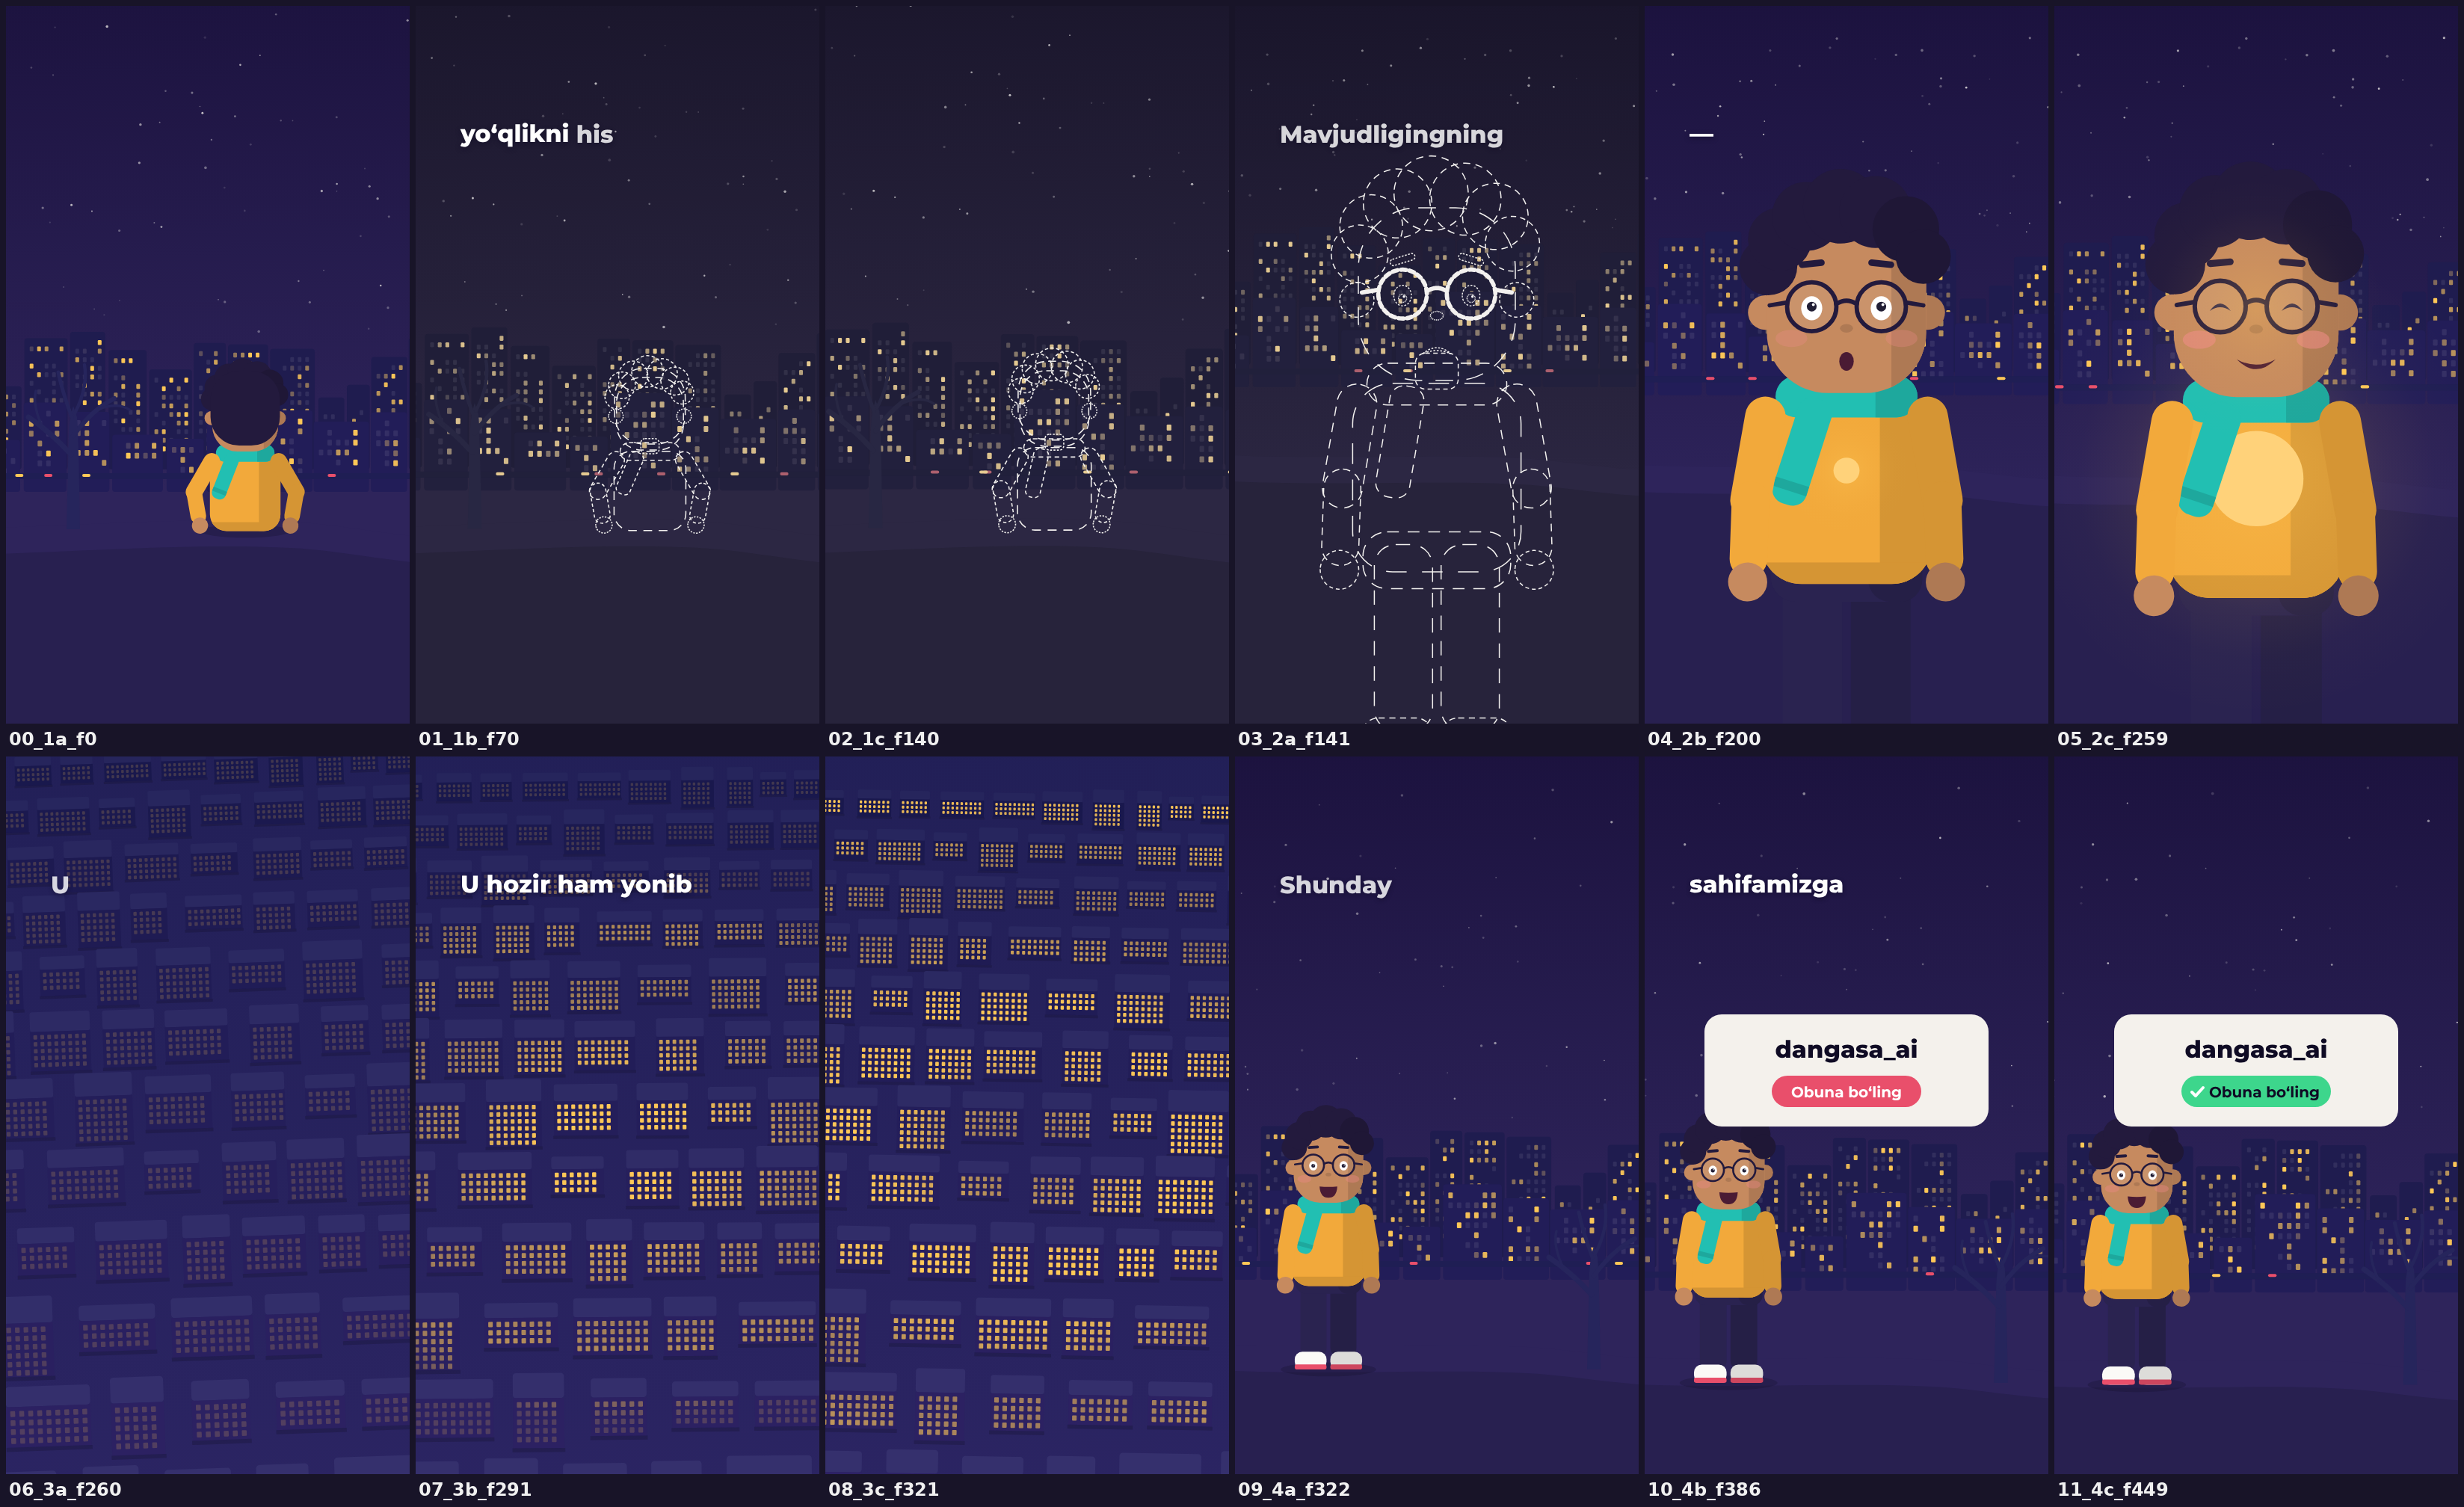 yo‘qlikni his
Mavjudligingning
—
00_1a_f0
01_1b_f70
02_1c_f140
03_2a_f141
04_2b_f200
05_2c_f259
U
U hozir ham yonib
Shunday
sahifamizga
dangasa_ai
Obuna bo‘ling
dangasa_ai
Obuna bo‘ling
06_3a_f260
07_3b_f291
08_3c_f321
09_4a_f322
10_4b_f386
11_4c_f449